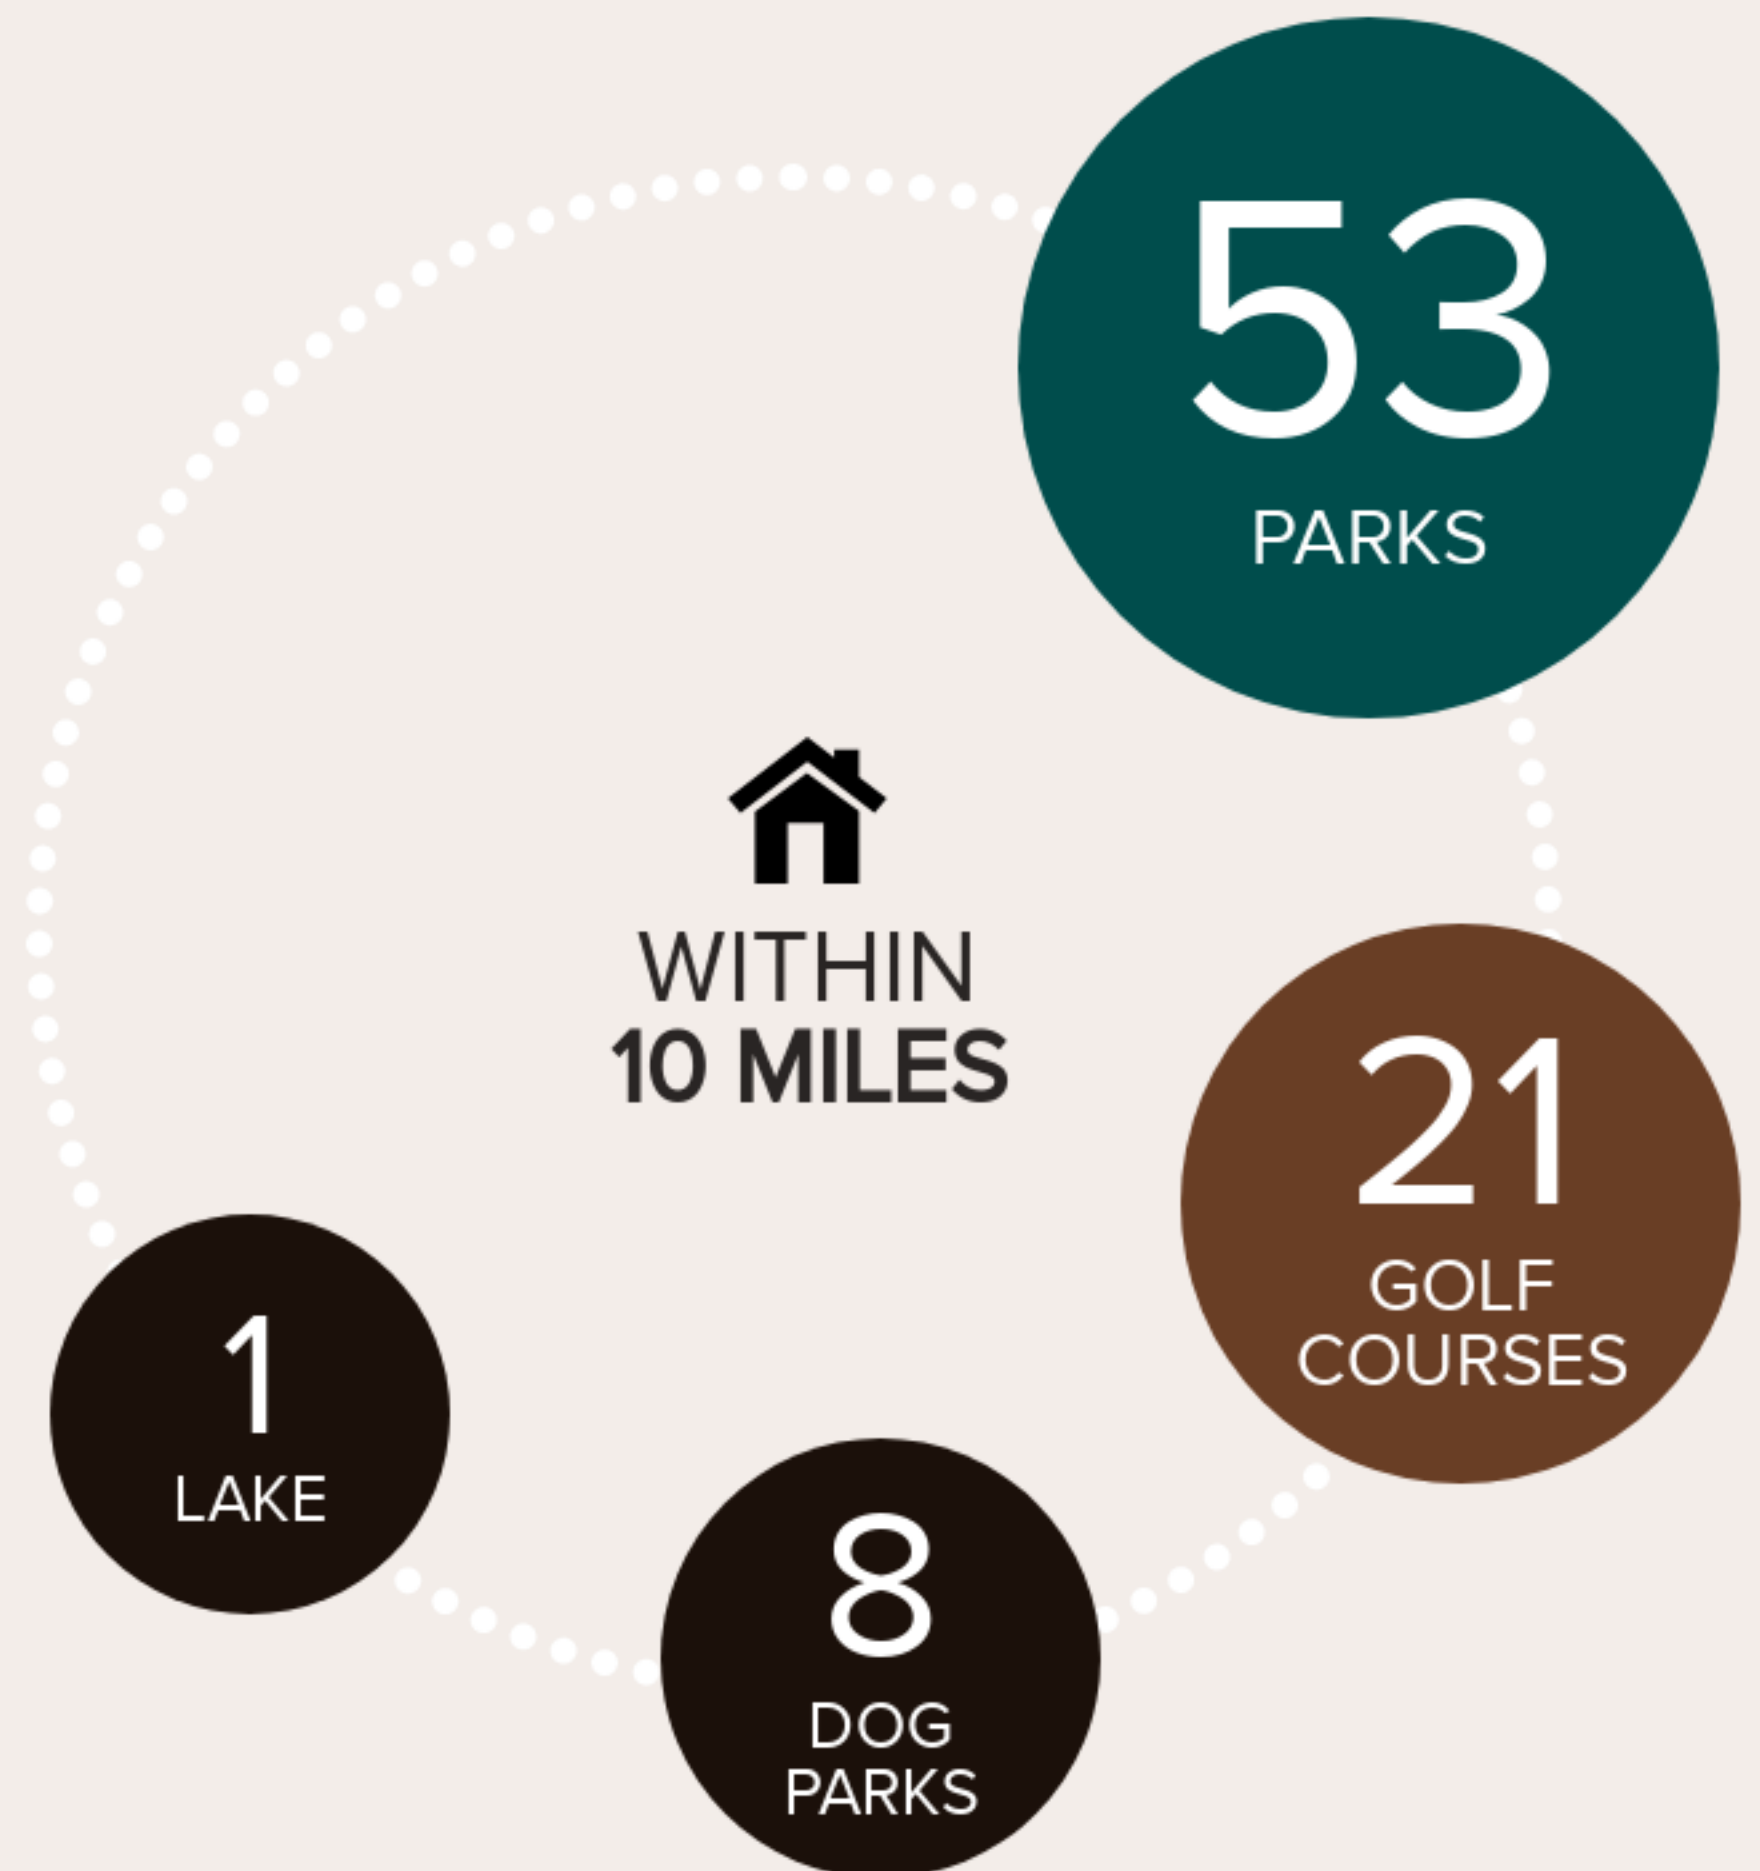 53
PARKS
WITHIN
10 MILES
21
GOLF
COURSES
1
LAKE
8
DOG
PARKS